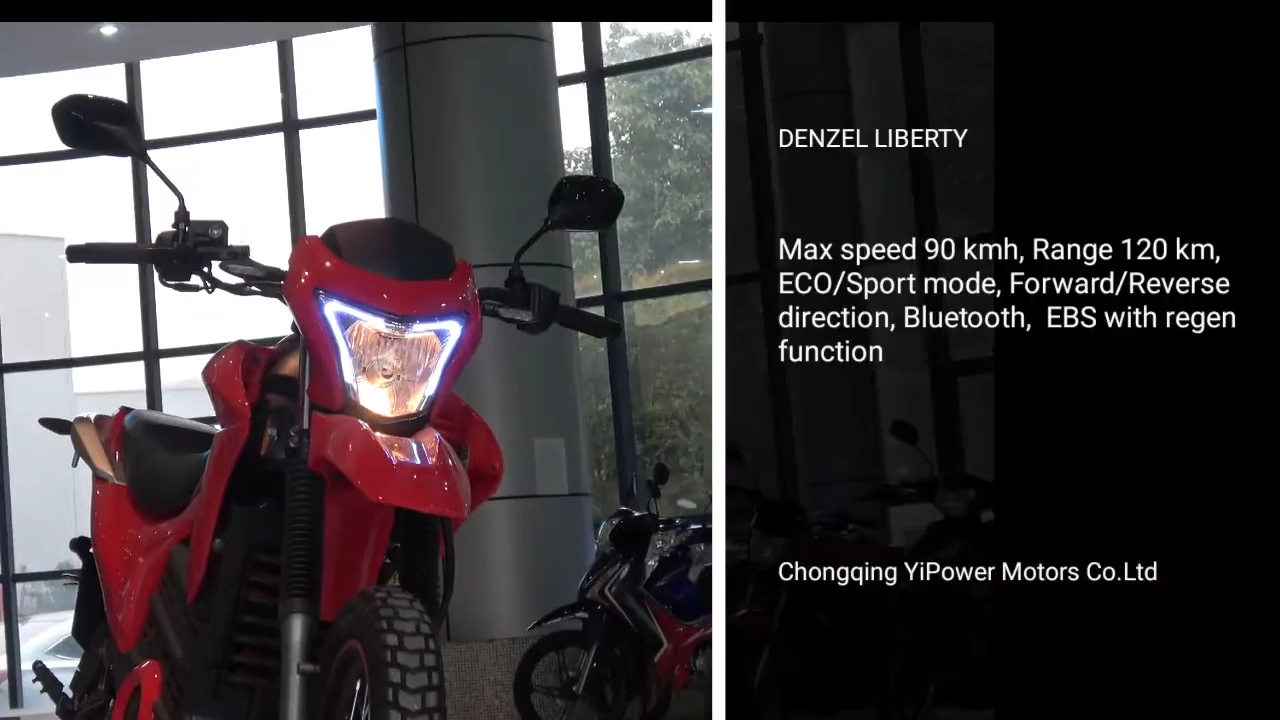 DENZEL LIBERTY
Max speed 90 kmh, Range 120 km,
ECO/Sport mode, Forward/Reverse
direction, Bluetooth,  EBS with regen
function
Chongqing YiPower Motors Co.Ltd